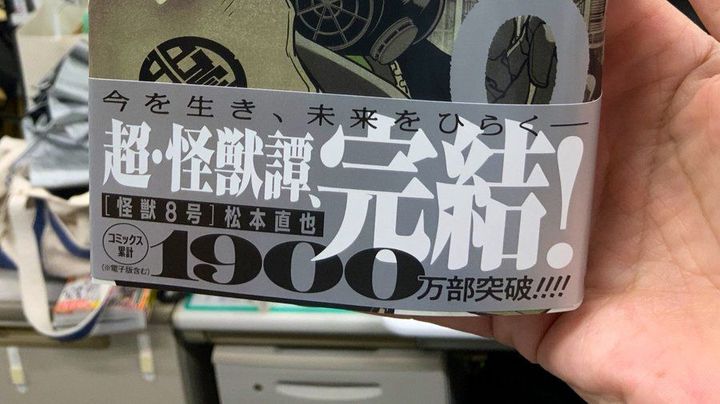 今を生き、未来をひらく——
超・怪獣譚、完結!
[怪獣8号]松本直也
コミックス累計
(※電子版含む)
1900万部突破!!!!